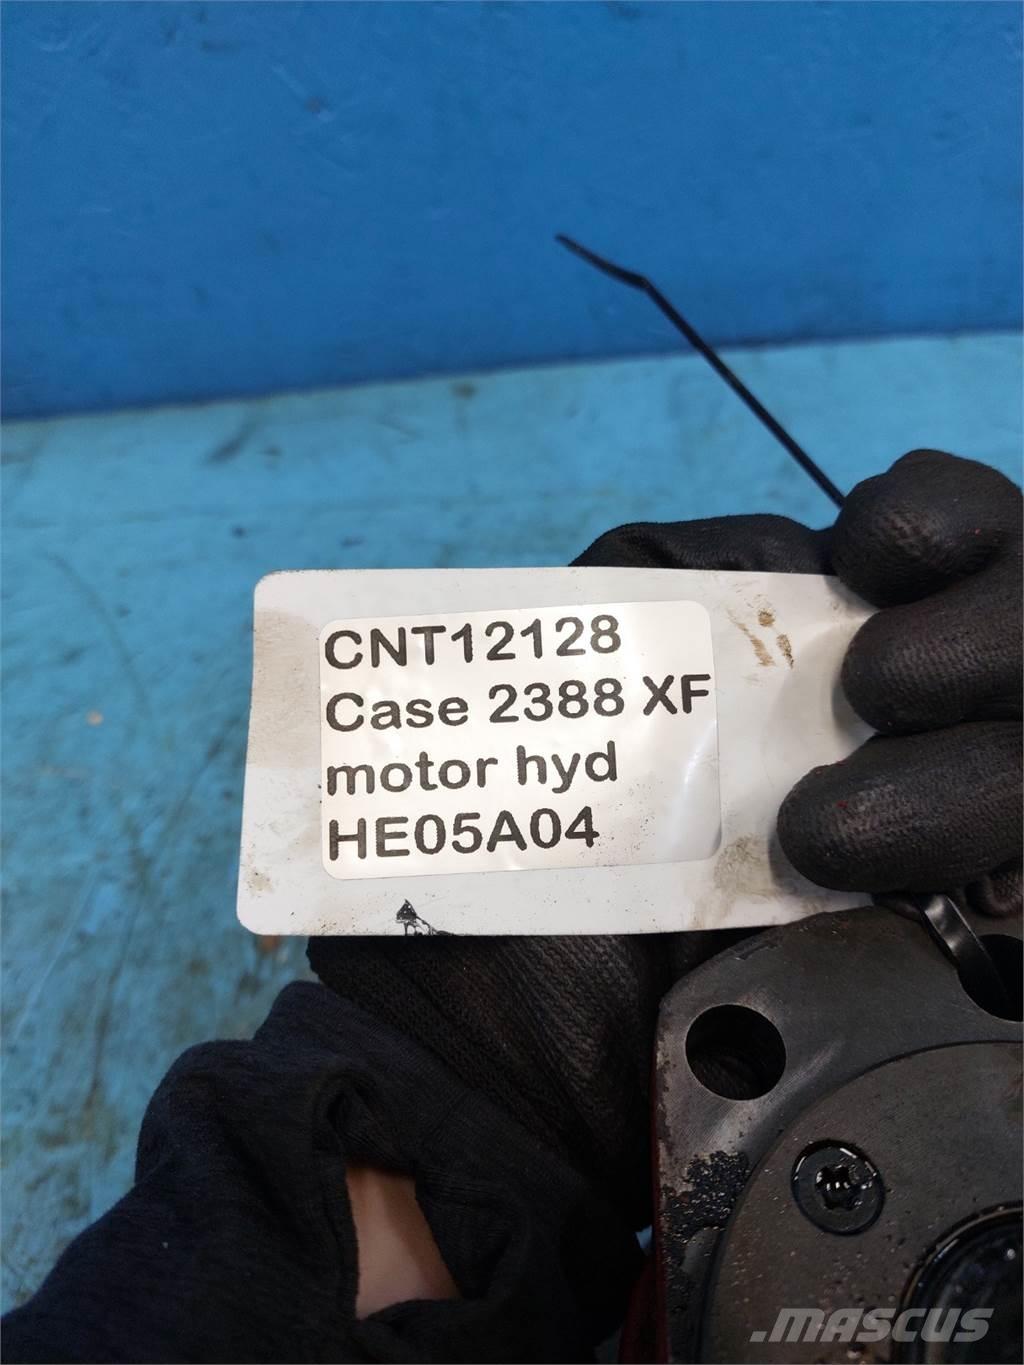 CNT12128
Case 2388 XF
motor hyd
HE05A04
.MASCUS